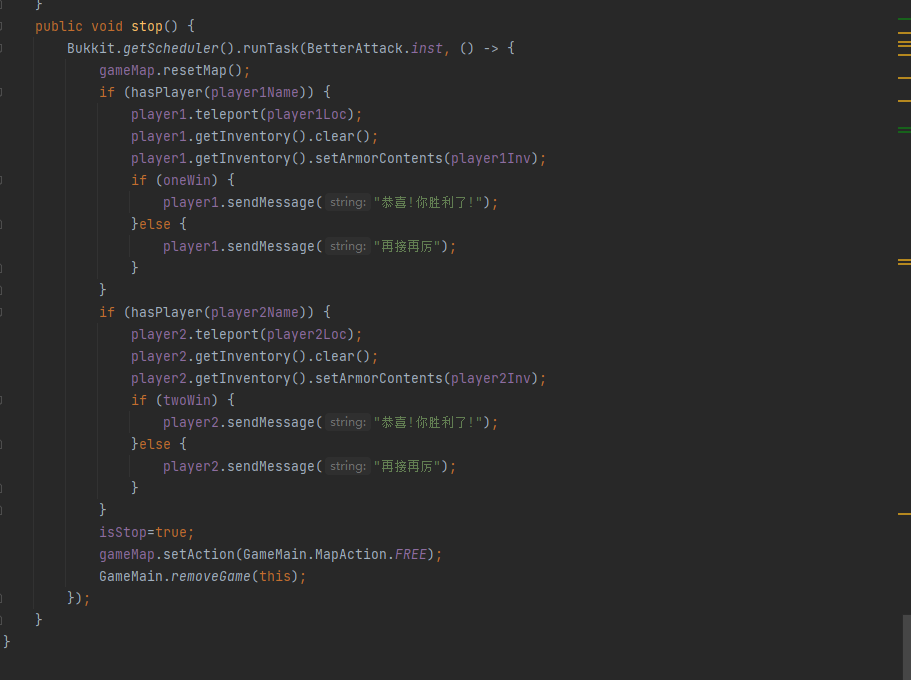 }
public void stop() {
Bukkit.getScheduler().runTask(BetterAttack.inst, () -> {
gameMap.resetMap();
if (hasPlayer(player1Name)) {
player1.teleport(player1Loc);
player1.getInventory().clear();
player1.getInventory().setArmorContents(player1Inv);
if (oneWin) {
player1.sendMessage( string: "恭喜!你胜利了!");
}else {
player1.sendMessage( string: "再接再厉");
}
}
if (hasPlayer(player2Name)) {
player2.teleport(player2Loc);
player2.getInventory().clear();
player2.getInventory().setArmorContents(player2Inv);
if (twoWin) {
player2.sendMessage( string: "恭喜!你胜利了!");
}else {
player2.sendMessage( string: "再接再厉");
}
}
isStop=true;
gameMap.setAction(GameMain.MapAction.FREE);
GameMain.removeGame(this);
});
}
}